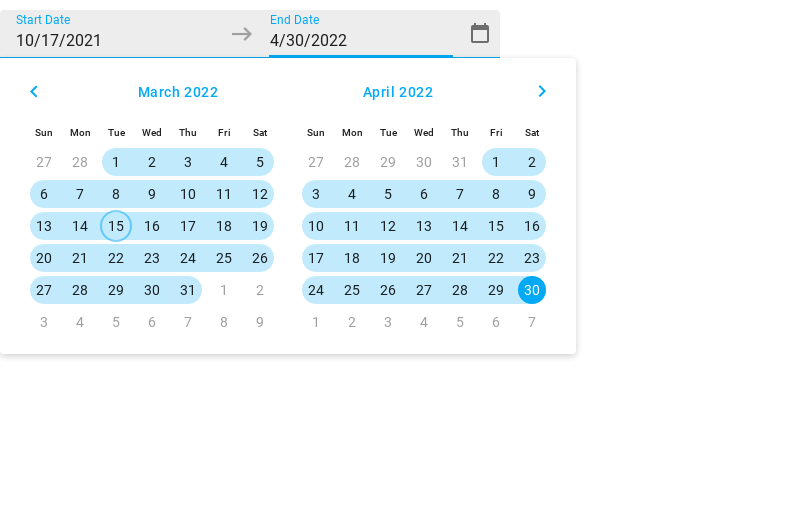 Start Date
10/17/2021
End Date
4/30/2022
March 2022
Sun Mon Tue Wed Thu Fri Sat
27 28 1 2 3 4 5
6 7 8 9 10 11 12
13 14 15 16 17 18 19
20 21 22 23 24 25 26
27 28 29 30 31 1 2
3 4 5 6 7 8 9
April 2022
Sun Mon Tue Wed Thu Fri Sat
27 28 29 30 31 1 2
3 4 5 6 7 8 9
10 11 12 13 14 15 16
17 18 19 20 21 22 23
24 25 26 27 28 29 30
1 2 3 4 5 6 7